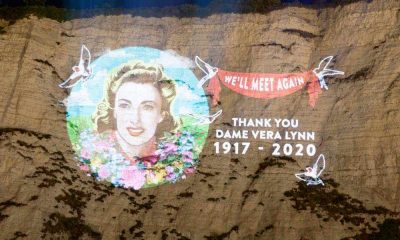 WE'LL MEET AGAIN
THANK YOU
DAME VERA LYNN
1917 - 2020